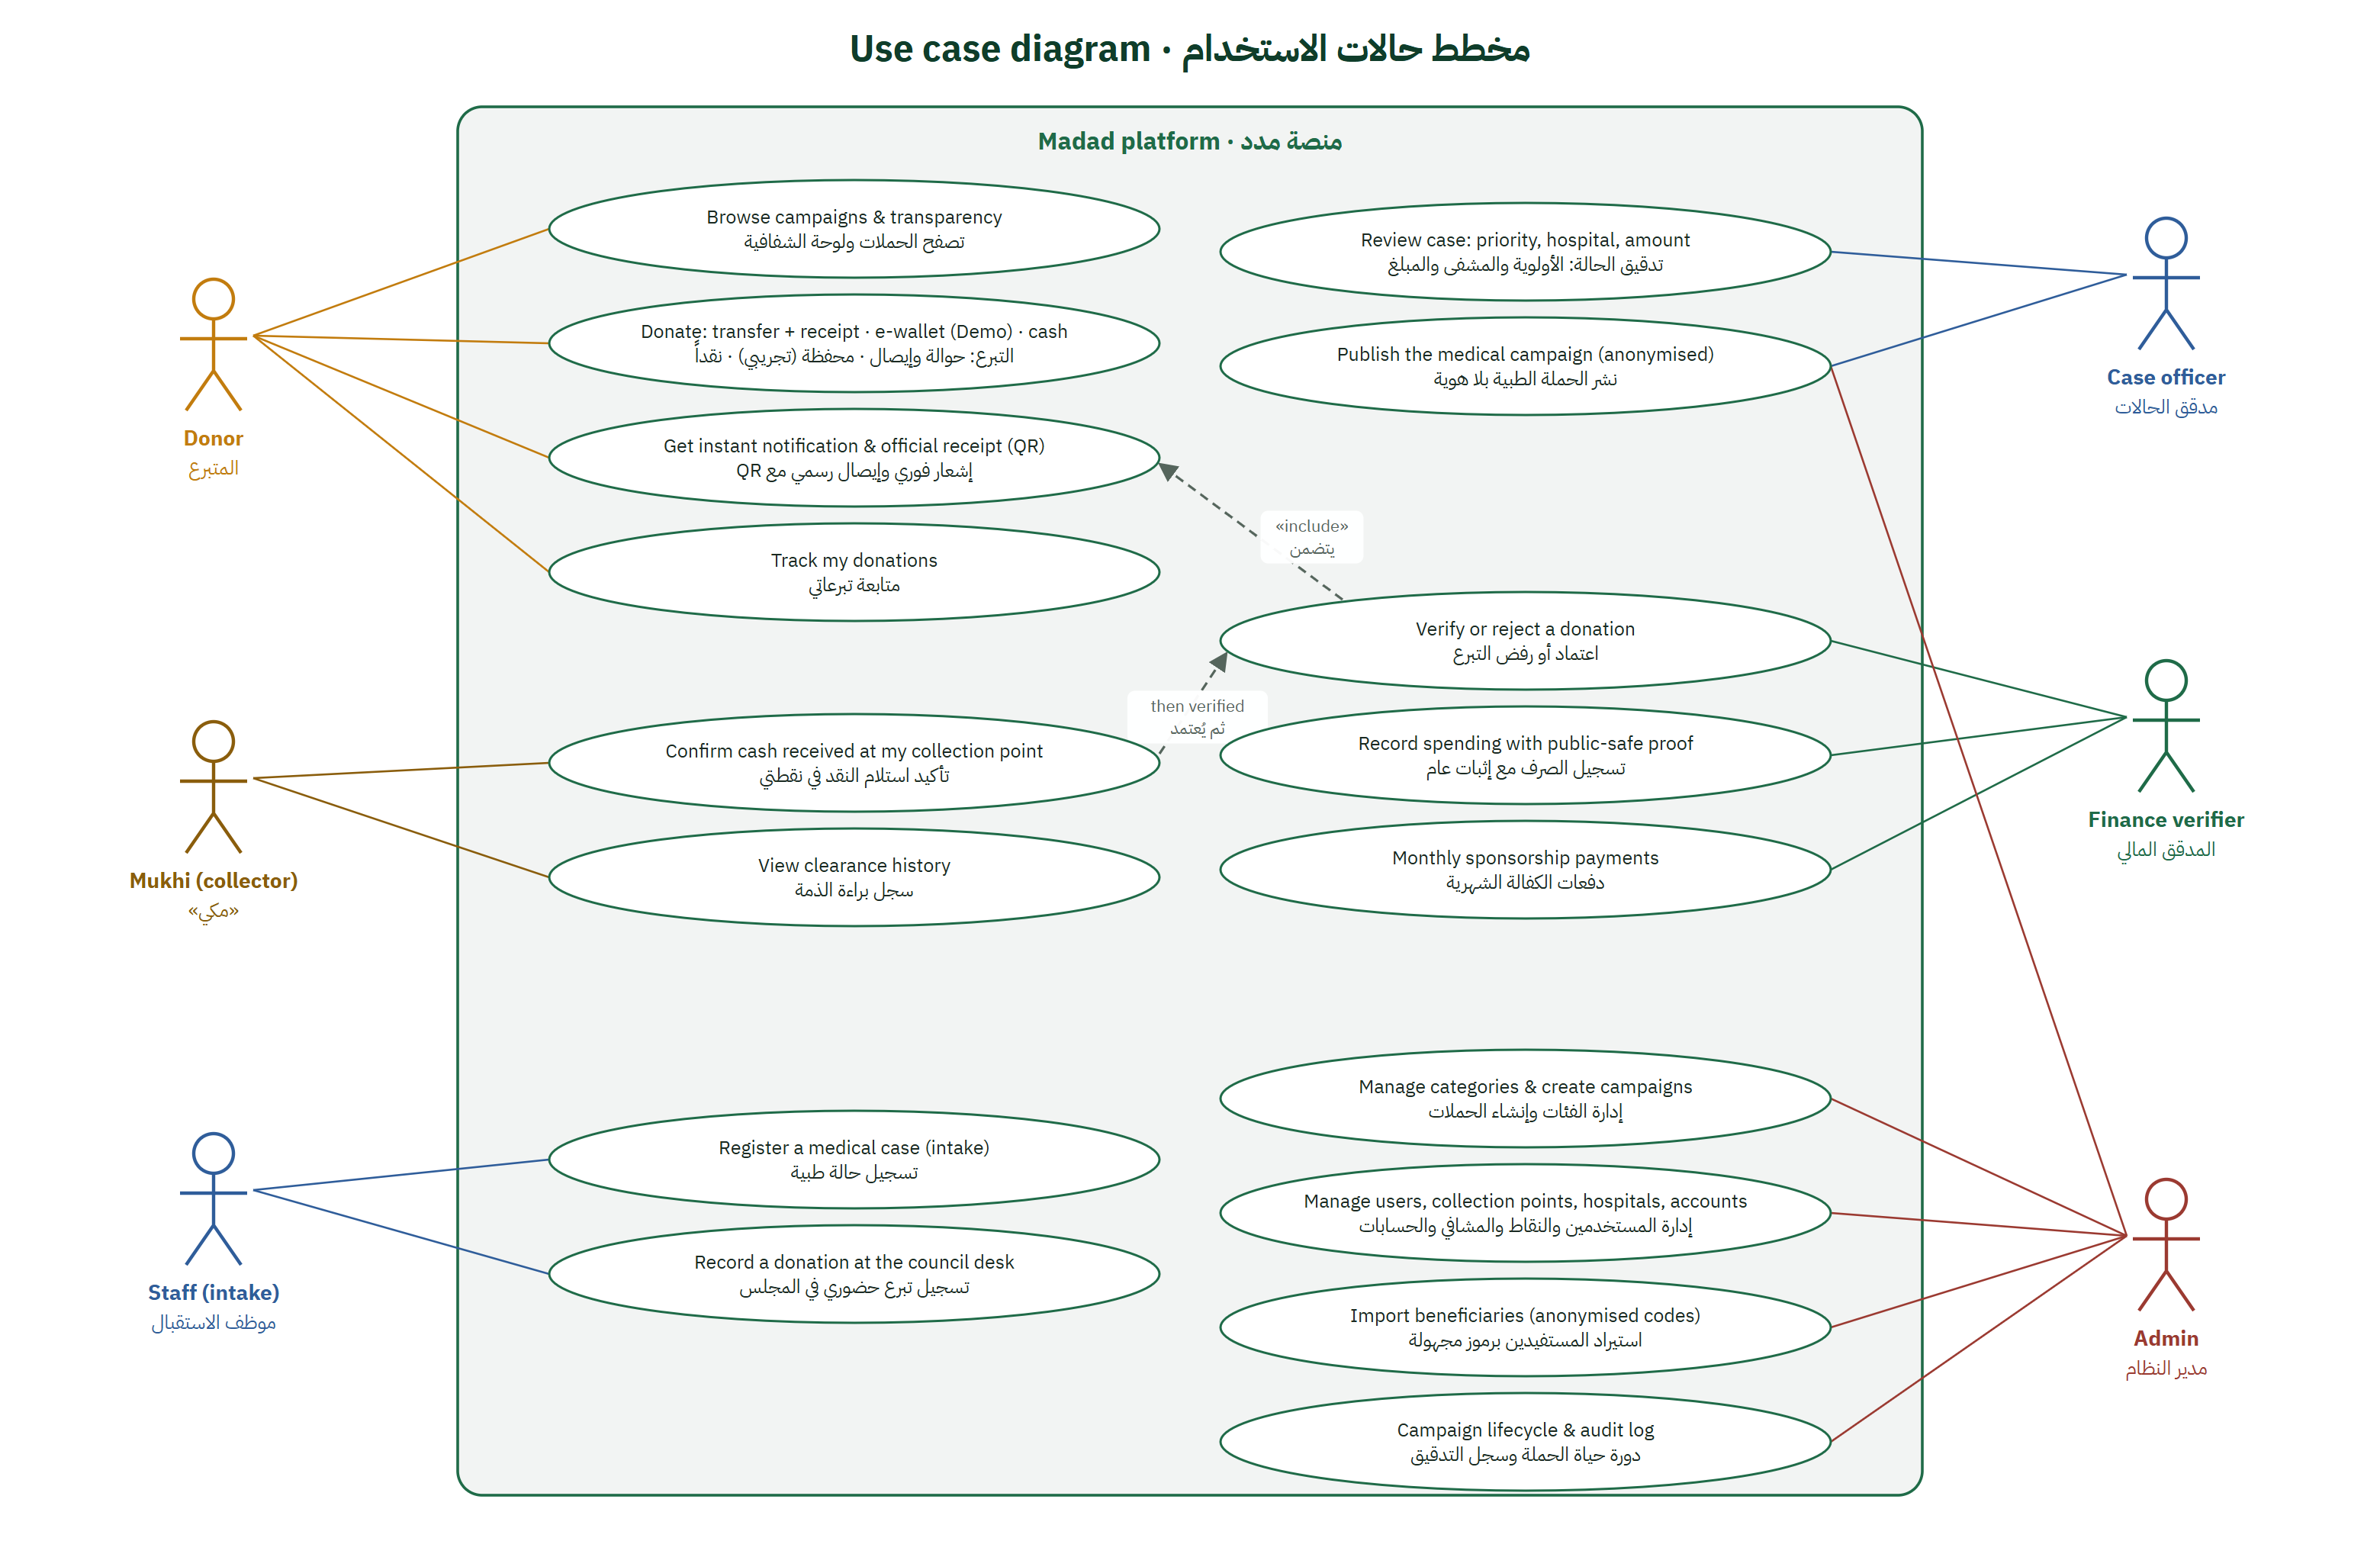 Use case diagram · مخطط حالات الاستخدام
Madad platform · منصة مدد
Donor
المتبرع
Mukhi (collector)
«مكي»
Staff (intake)
موظف الاستقبال
Browse campaigns & transparency
تصفح الحملات ولوحة الشفافية
Donate: transfer + receipt · e-wallet (Demo) · cash
التبرع: حوالة وإيصال · محفظة (تجريبي) · نقداً
Get instant notification & official receipt (QR)
إشعار فوري وإيصال رسمي مع QR
Track my donations
متابعة تبرعاتي
Confirm cash received at my collection point
تأكيد استلام النقد في نقطتي
View clearance history
سجل براءة الذمة
Register a medical case (intake)
تسجيل حالة طبية
Record a donation at the council desk
تسجيل تبرع حضوري في المجلس
«include»
يتضمن
then verified
ثم يُعتمد
Review case: priority, hospital, amount
تدقيق الحالة: الأولوية والمشفى والمبلغ
Publish the medical campaign (anonymised)
نشر الحملة الطبية بلا هوية
Verify or reject a donation
اعتماد أو رفض التبرع
Record spending with public-safe proof
تسجيل الصرف مع إثبات عام
Monthly sponsorship payments
دفعات الكفالة الشهرية
Manage categories & create campaigns
إدارة الفئات وإنشاء الحملات
Manage users, collection points, hospitals, accounts
إدارة المستخدمين والنقاط والمشافي والحسابات
Import beneficiaries (anonymised codes)
استيراد المستفيدين برموز مجهولة
Campaign lifecycle & audit log
دورة حياة الحملة وسجل التدقيق
Case officer
مدقق الحالات
Finance verifier
المدقق المالي
Admin
مدير النظام